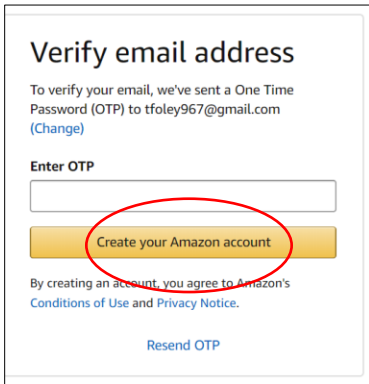 Verify email address
To verify your email, we've sent a One Time
Password (OTP) to tfoley967@gmail.com
(Change)
Enter OTP
Create your Amazon account
By creating an account, you agree to Amazon's
Conditions of Use and Privacy Notice.
Resend OTP